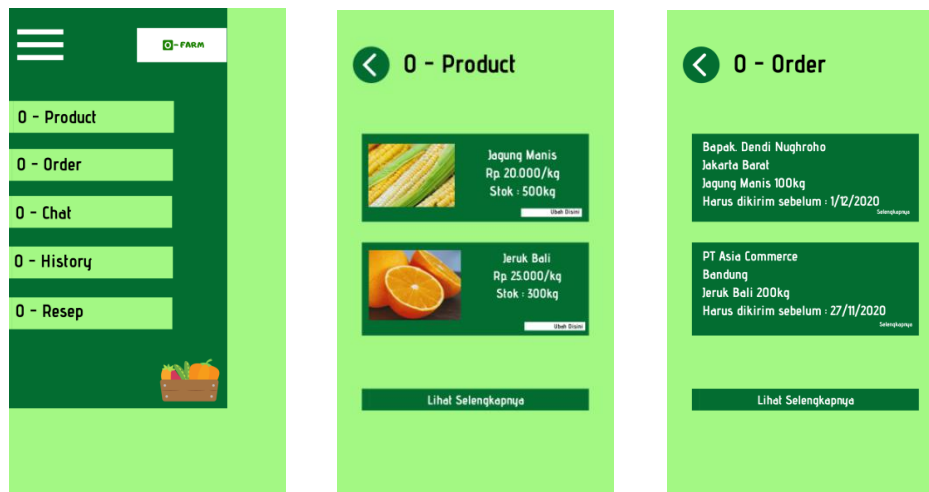 O-FARM
O - Product
O - Order
O - Chat
O - History
O - Resep
O - Product
Jagung Manis
Rp. 20.000/kg
Stok : 500kg
Ubah Disini
Jeruk Bali
Rp. 25.000/kg
Stok : 300kg
Ubah Disini
Lihat Selengkapnya
O - Order
Bapak. Dendi Nughroho
Jakarta Barat
Jagung Manis 100kg
Harus dikirim sebelum : 1/12/2020
Selengkapnya
PT Asia Commerce
Bandung
Jeruk Bali 200kg
Harus dikirim sebelum : 27/11/2020
Selengkapnya
Lihat Selengkapnya